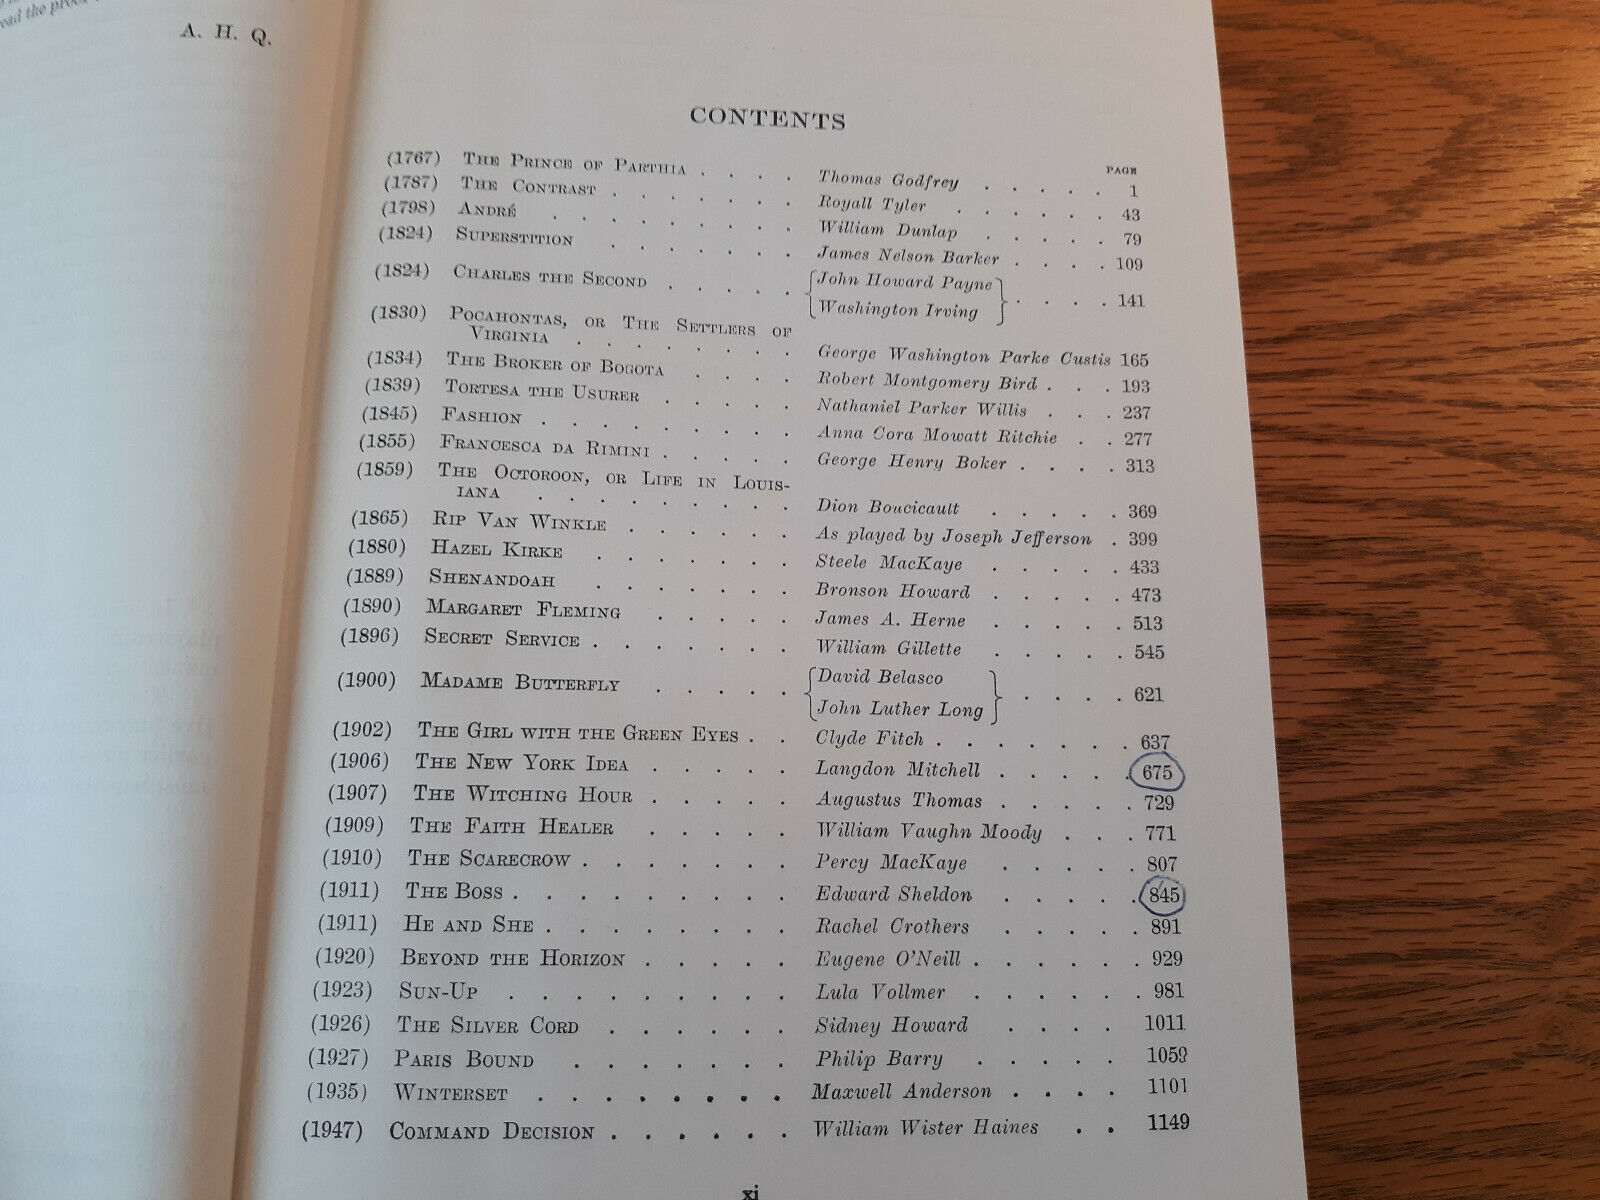 read the proof
A. H. Q.
CONTENTS
PAGE
(1767) THE PRINCE OF PARTHIA . . . . Thomas Godfrey . . . . . 1
(1787) THE CONTRAST . . . . . . . Royall Tyler . . . . . 43
(1798) ANDRÉ . . . . . . . . William Dunlap . . . . . 79
(1824) SUPERSTITION . . . . . . . James Nelson Barker . . . . 109
(1824) CHARLES THE SECOND . . . . . {John Howard Payne
Washington Irving} . . . . 141
(1830) POCAHONTAS, OR THE SETTLERS OF
VIRGINIA . . . . . . . . George Washington Parke Custis 165
(1834) THE BROKER OF BOGOTA . . . . Robert Montgomery Bird . . . 193
(1839) TORTESA THE USURER . . . . . Nathaniel Parker Willis . . . 237
(1845) FASHION . . . . . . . . Anna Cora Mowatt Ritchie . . 277
(1855) FRANCESCA DA RIMINI . . . . . George Henry Boker . . . . 313
(1859) THE OCTOROON, OR LIFE IN LOUIS-
IANA . . . . . . . . . Dion Boucicault . . . . . 369
(1865) RIP VAN WINKLE . . . . . . As played by Joseph Jefferson . 399
(1880) HAZEL KIRKE . . . . . . . Steele MacKaye . . . . . 433
(1889) SHENANDOAH . . . . . . . Bronson Howard . . . . . 473
(1890) MARGARET FLEMING . . . . . James A. Herne . . . . . 513
(1896) SECRET SERVICE . . . . . . . William Gillette . . . . . 545
(1900) MADAME BUTTERFLY . . . . . {David Belasco
John Luther Long} . . . . 621
(1902) THE GIRL WITH THE GREEN EYES . . Clyde Fitch . . . . . . . 637
(1906) THE NEW YORK IDEA . . . . . Langdon Mitchell . . . . . 675
(1907) THE WITCHING HOUR . . . . . Augustus Thomas . . . . . 729
(1909) THE FAITH HEALER . . . . . William Vaughn Moody . . . 771
(1910) THE SCARECROW . . . . . . . Percy MacKaye . . . . . 807
(1911) THE BOSS . . . . . . . . . Edward Sheldon . . . . . 845
(1911) HE AND SHE . . . . . . . . Rachel Crothers . . . . . 891
(1920) BEYOND THE HORIZON . . . . . Eugene O'Neill . . . . . . 929
(1923) SUN-UP . . . . . . . . . Lula Vollmer . . . . . . 981
(1926) THE SILVER CORD . . . . . . Sidney Howard . . . . 1011
(1927) PARIS BOUND . . . . . . . Philip Barry . . . . . 1059
(1935) WINTERSET . . . . . . . . Maxwell Anderson . . . . 1101
(1947) COMMAND DECISION . . . . . . William Wister Haines . . 1149
xi